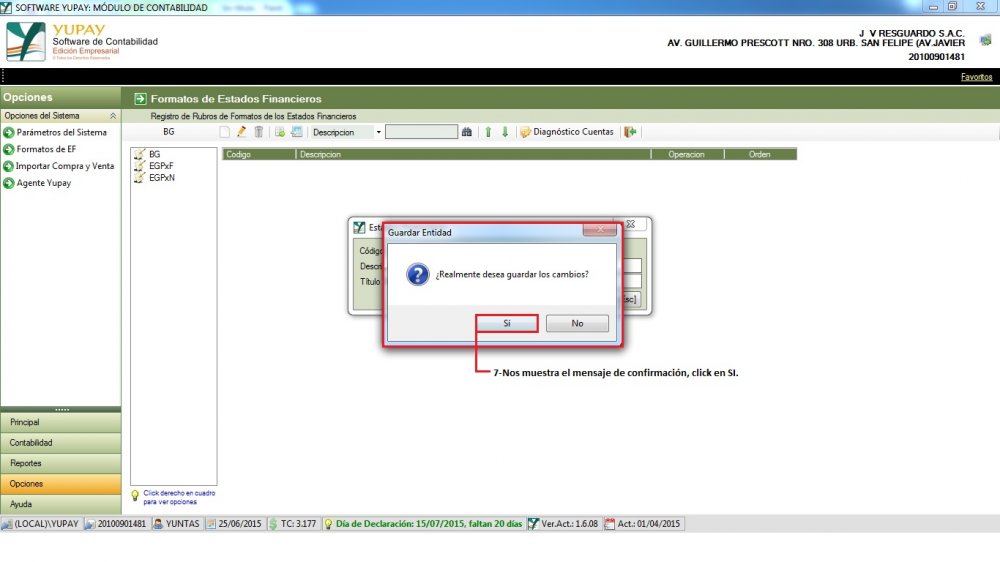 SOFTWARE YUPAY: MÓDULO DE CONTABILIDAD
YUPAY
Software de Contabilidad
Edición Empresarial
J V RESGUARDO S.A.C.
AV. GUILLERMO PRESCOTT NRO. 308 URB. SAN FELIPE (AV.JAVIER
20100901481
Favoritos
Opciones
Formatos de Estados Financieros
Opciones del Sistema
Registro de Rubros de Formatos de los Estados Financieros
Parámetros del Sistema
Formatos de EF
Importar Compra y Venta
Agente Yupay
BG
Descripcion
Diagnóstico Cuentas
BG
EGPxF
EGPxN
Codigo
Descripcion
Operacion
Orden
Guardar Entidad
Código
Título
¿Realmente desea guardar los cambios?
Sí
No
7-Nos muestra el mensaje de confirmación, click en SI.
Principal
Contabilidad
Reportes
Opciones
Ayuda
Click derecho en cuadro
para ver opciones
(LOCAL)\YUPAY
20100901481
YUNTAS
25/06/2015
TC: 3.177
Día de Declaración: 15/07/2015, faltan 20 días
Ver.Act.: 1.6.08
Act.: 01/04/2015